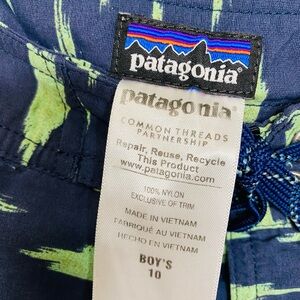 patagonia
patagonia®
COMMON THREADS
PARTNERSHIP
Repair, Reuse, Recycle
This Product
www.patagonia.com
100% NYLON
EXCLUSIVE OF TRIM
MADE IN VIETNAM
FABRIQUÉ AU VIETNAM
HECHO EN VIETNAM
BOY'S
10